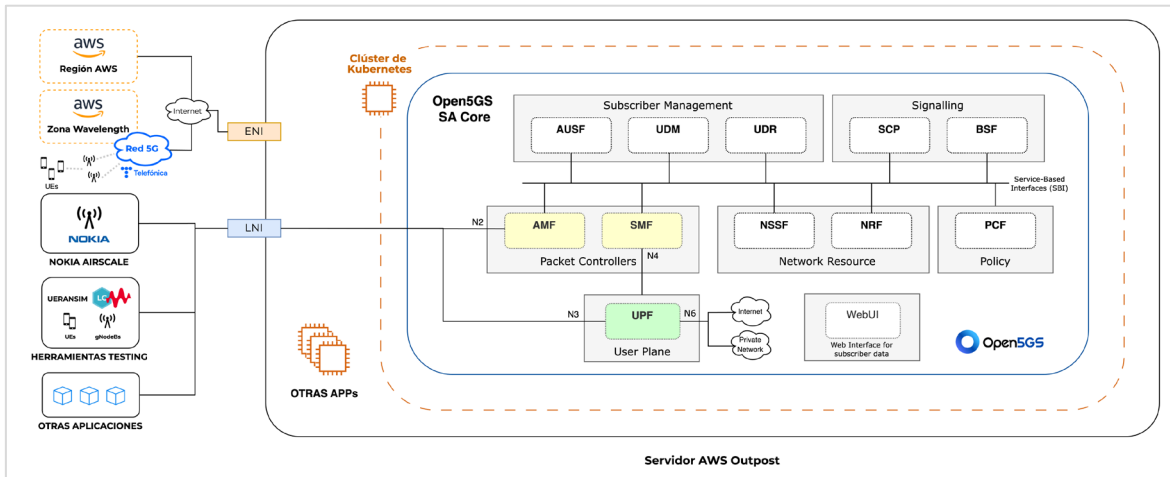 aws
Región AWS
aws
Zona Wavelength
Internet
Red 5G
UEs
Telefónica
ENI
NOKIA
NOKIA AIRSCALE
LNI
UERANSIM
LC
UEs
gNodeBs
HERRAMIENTAS TESTING
OTRAS APLICACIONES
Clúster de
Kubernetes
Open5GS
SA Core
Subscriber Management
AUSF
UDM
UDR
Signalling
SCP
BSF
Service-Based
Interfaces (SBI)
N2
AMF
SMF
Packet Controllers
N4
NSSF
NRF
Network Resource
PCF
Policy
N3
UPF
N6
User Plane
Internet
Private
Network
WebUI
Web Interface for
subscriber data
Open5GS
OTRAS APPs
Servidor AWS Outpost